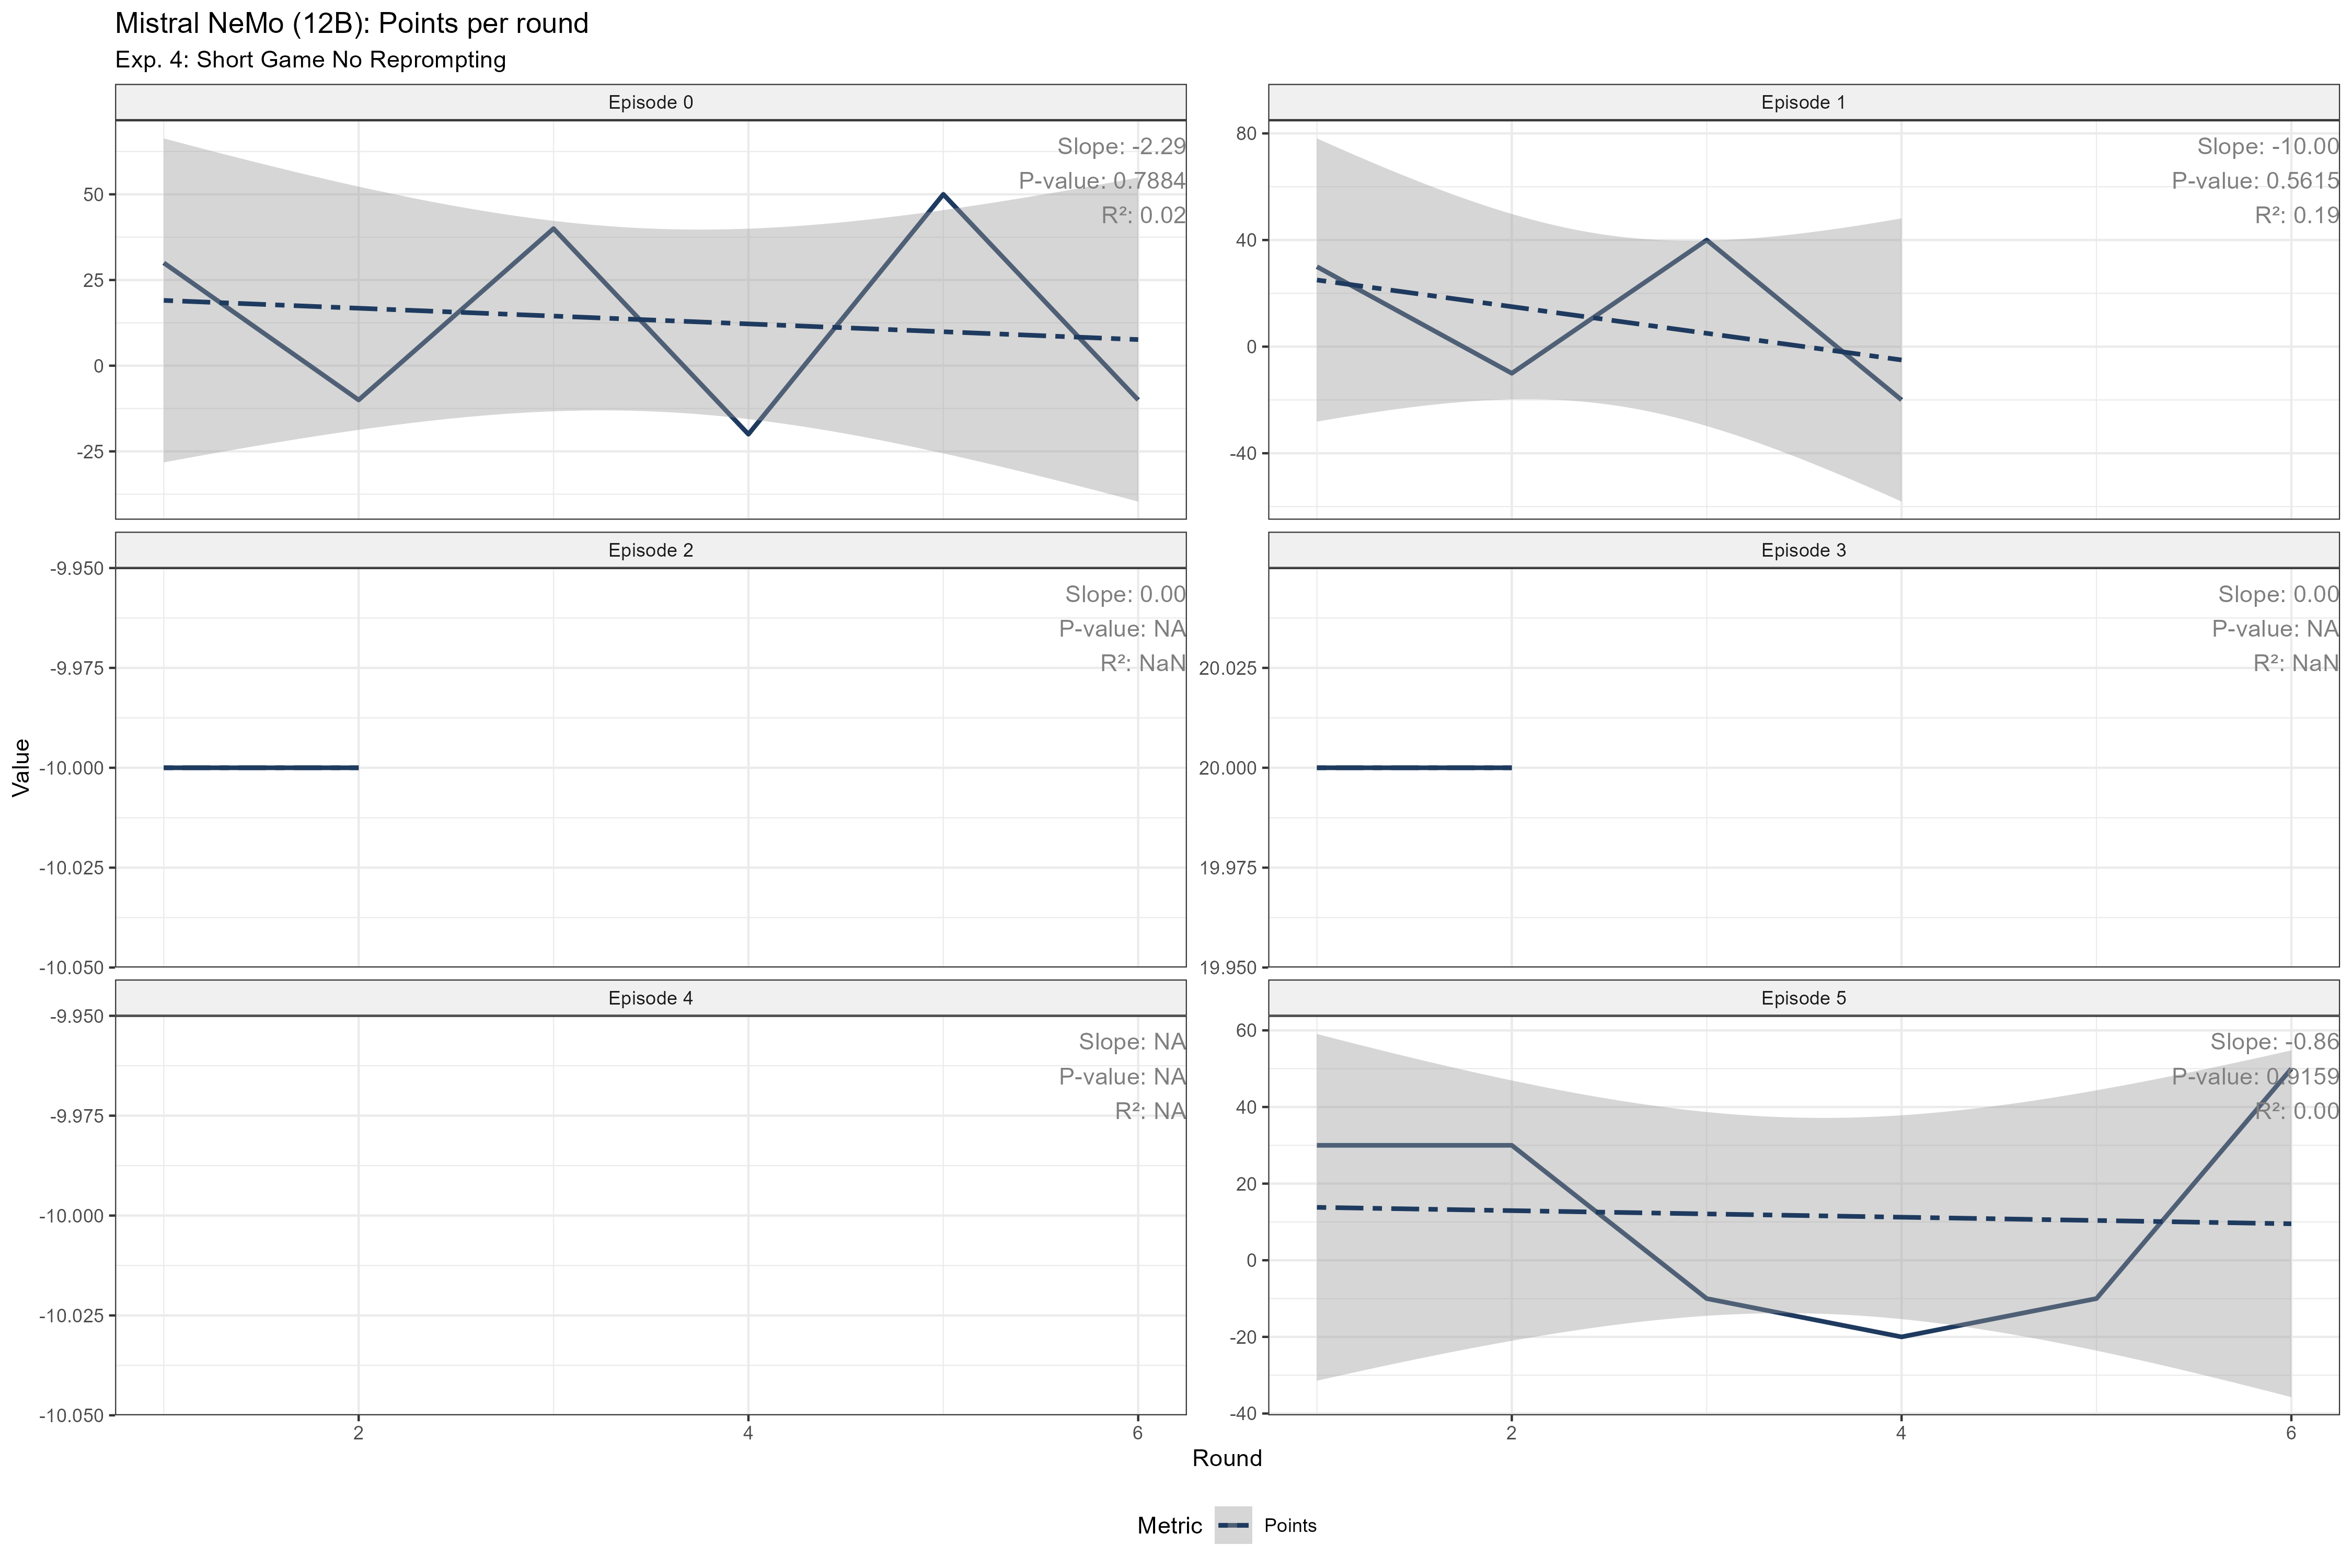 Mistral NeMo (12B): Points per round
Exp. 4: Short Game No Reprompting
Episode 0
Slope: -2.29
P-value: 0.7884
R²: 0.02
50
25
0
-25
Episode 1
Slope: -10.00
P-value: 0.5615
R²: 0.19
80
40
0
-40
Episode 2
Slope: 0.00
P-value: NA
R²: NaN
-9.950
-9.975
-10.000
-10.025
-10.050
Episode 3
Slope: 0.00
P-value: NA
R²: NaN
20.025
20.000
19.975
19.950
Episode 4
Slope: NA
P-value: NA
R²: NA
-9.950
-9.975
-10.000
-10.025
-10.050
2 4 6
Episode 5
Slope: -0.86
P-value: 0.9159
R²: 0.00
60
40
20
0
-20
-40
2 4 6
Value
Round
Metric Points